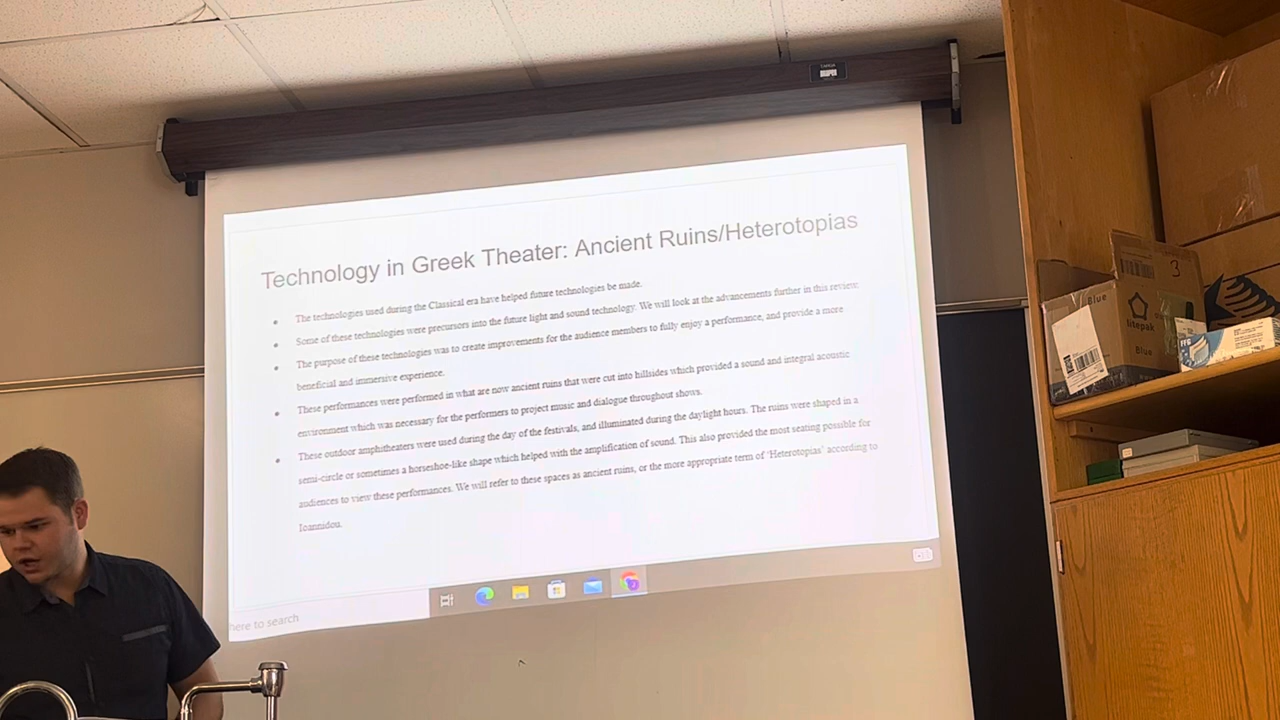 Technology in Greek Theater: Ancient Ruins/Heterotopias
The technologies used during the Classical era have helped future technologies be made.
Some of these technologies were precursors into the future light and sound technology. We will look at the advancements further in this review.
The purpose of these technologies was to create improvements for the audience members to fully enjoy a performance, and provide a more
beneficial and immersive experience.
These performances were performed in what are now ancient ruins that were cut into hillsides which provided a sound and integral acoustic
environment which was necessary for the performers to project music and dialogue throughout shows.
These outdoor amphitheaters were used during the day of the festivals, and illuminated during the daylight hours. The ruins were shaped in a
semi-circle or sometimes a horseshoe-like shape which helped with the amplification of sound. This also provided the most seating possible for
audiences to view these performances. We will refer to these spaces as ancient ruins, or the more appropriate term of 'Heterotopias' according to
Ioannidou.
here to search
3
Blue
litepak
Blue